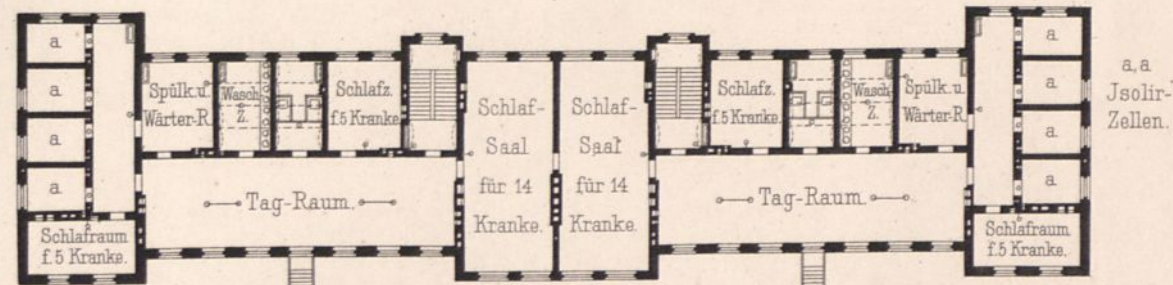 a.
a
a
a
Spülk.u.
Wärter-R.
Wasch
Z.
Schlafz.
f.5 Kranke.
Schlaf-
Saal
für 14
Kranke.
Schlaf-
Saal
für 14
Kranke.
Schlafz.
f.5 Kranke.
Wasch
Z.
Spülk.u.
Wärter-R.
a.
a
a
a
Tag-Raum.
Tag-Raum.
Schlafraum
f.5 Kranke.
Schlafraum
f.5 Kranke.
a,a
Jsolir-
Zellen.